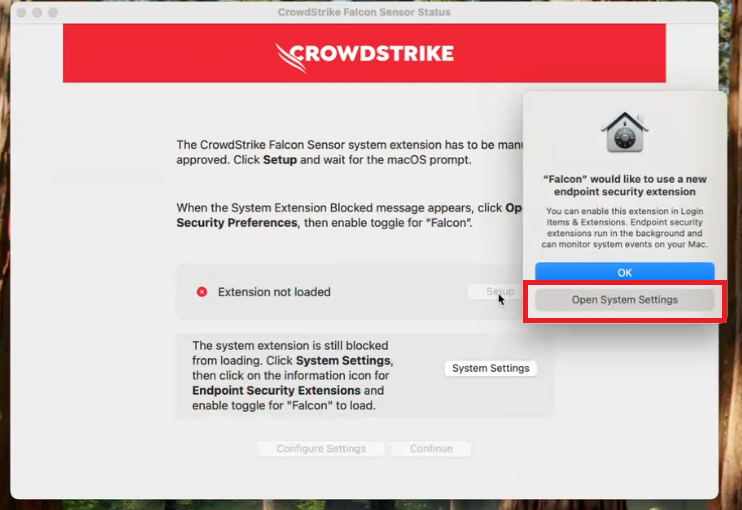 CrowdStrike Falcon Sensor Status
CROWDSTRIKE
The CrowdStrike Falcon Sensor system extension has to be
approved. Click Setup and wait for the macOS prompt.
When the System Extension Blocked message appears, click
Security Preferences, then enable toggle for "Falcon".
Extension not loaded
Setup
The system extension is still blocked
from loading. Click System Settings,
then click on the information icon for
Endpoint Security Extensions and
enable toggle for "Falcon" to load.
System Settings
Configure Settings
Continue
“Falcon” would like to use a new
endpoint security extension
You can enable this extension in Login
Items & Extensions. Endpoint security
extensions run in the background and
can monitor system events on your Mac.
OK
Open System Settings